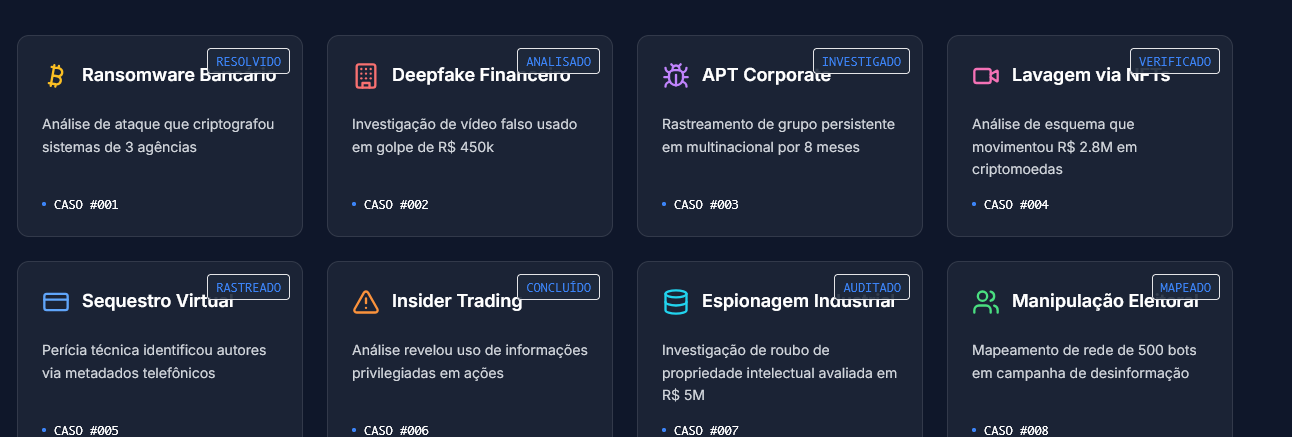 RESOLVIDO
Ransomware Bancário
Análise de ataque que criptografou
sistemas de 3 agências
CASO #001
ANALISADO
Deepfake Financeiro
Investigação de vídeo falso usado
em golpe de R$ 450k
CASO #002
INVESTIGADO
APT Corporate
Rastreamento de grupo persistente
em multinacional por 8 meses
CASO #003
VERIFICADO
Lavagem via NFTs
Análise de esquema que
movimentou R$ 2.8M em
criptomoedas
CASO #004
RASTREADO
Sequestro Virtual
Perícia técnica identificou autores
via metadados telefônicos
CASO #005
CONCLUÍDO
Insider Trading
Análise revelou uso de informações
privilegiadas em ações
CASO #006
AUDITADO
Espionagem Industrial
Investigação de roubo de
propriedade intelectual avaliada em
R$ 5M
CASO #007
MAPEADO
Manipulação Eleitoral
Mapeamento de rede de 500 bots
em campanha de desinformação
CASO #008